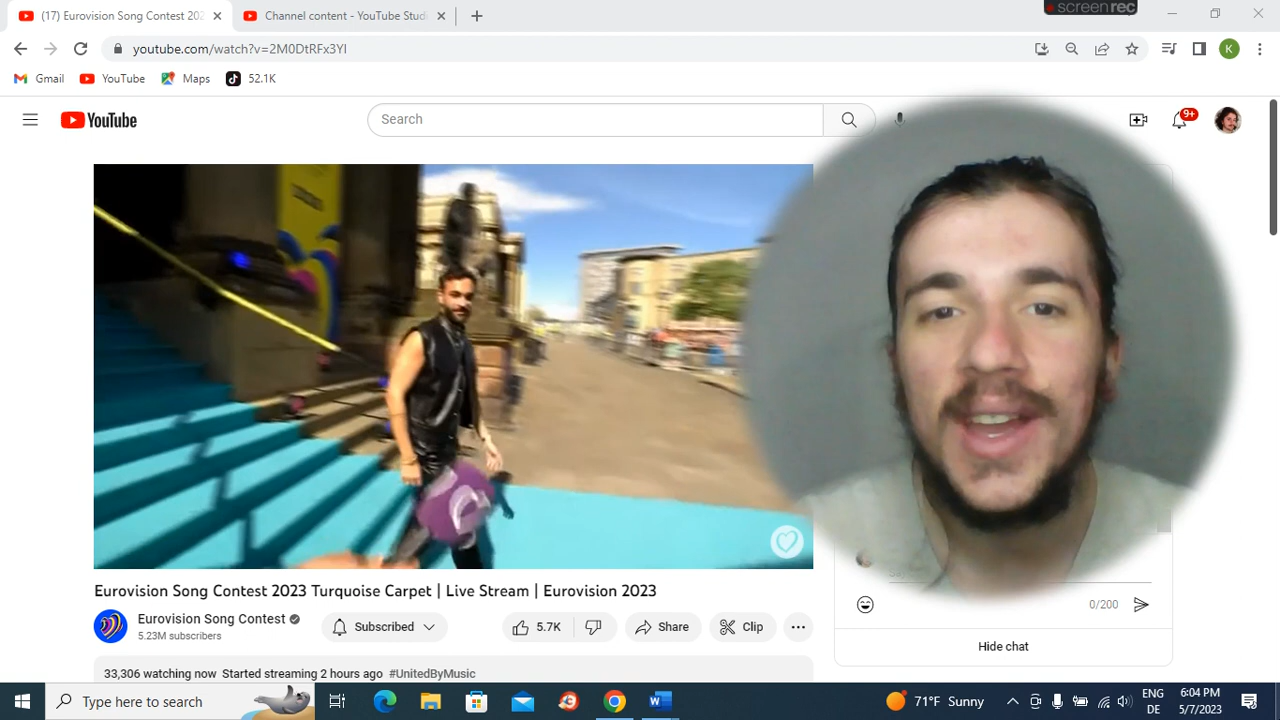 (17) Eurovision Song Contest 202
Channel content - YouTube Stud
screen rec
youtube.com/watch?v=2M0DtRFx3YI
K
Gmail
YouTube
Maps
52.1K
YouTube
Search
9+
Eurovision Song Contest 2023 Turquoise Carpet | Live Stream | Eurovision 2023
Eurovision Song Contest
5.23M subscribers
Subscribed
5.7K
Share
Clip
0/200
Hide chat
33,306 watching now Started streaming 2 hours ago #UnitedByMusic
Type here to search
71°F Sunny
ENG
DE
6:04 PM
5/7/2023